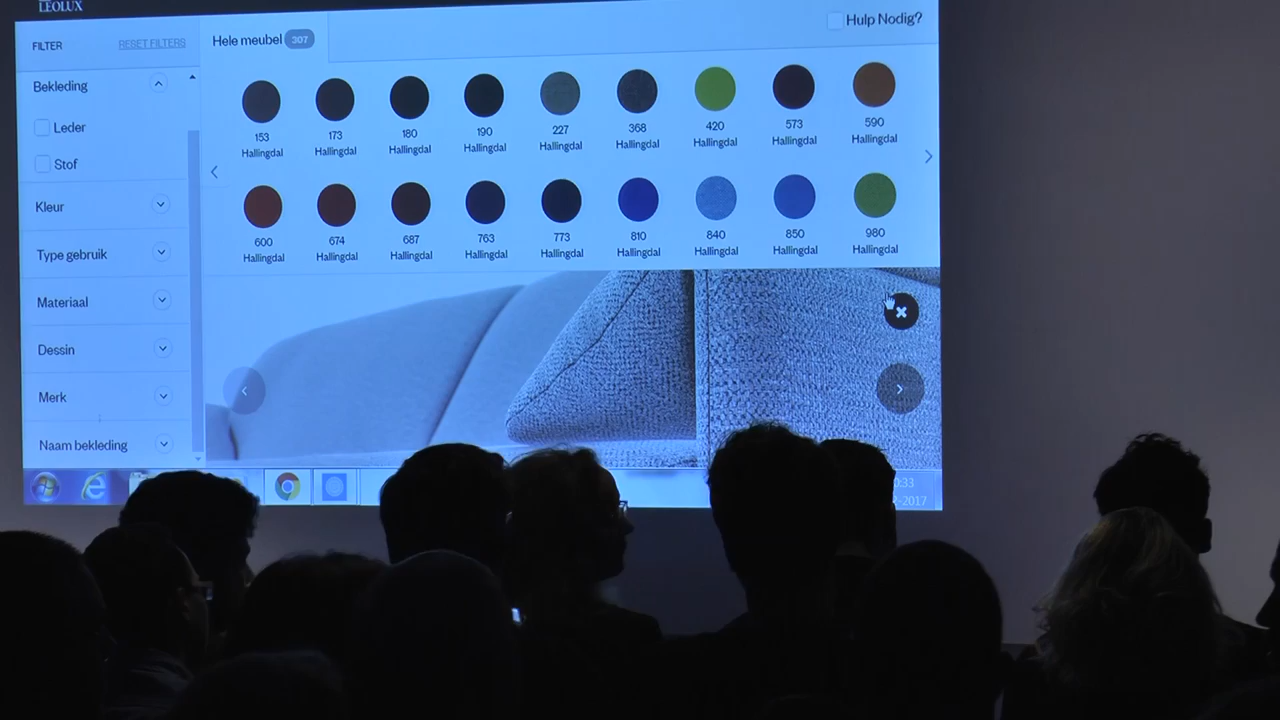 LEOLUX
FILTER
RESET FILTERS
Hele meubel 307
Hulp Nodig?
Bekleding
Leder
Stof
Kleur
Type gebruik
Materiaal
Dessin
Merk
Naam bekleding
153 173 180 190 227 368 420 573 590
Hallingdal Hallingdal Hallingdal Hallingdal Hallingdal Hallingdal Hallingdal Hallingdal Hallingdal
600 674 687 763 773 810 840 850 980
Hallingdal Hallingdal Hallingdal Hallingdal Hallingdal Hallingdal Hallingdal Hallingdal Hallingdal
:33
-2017